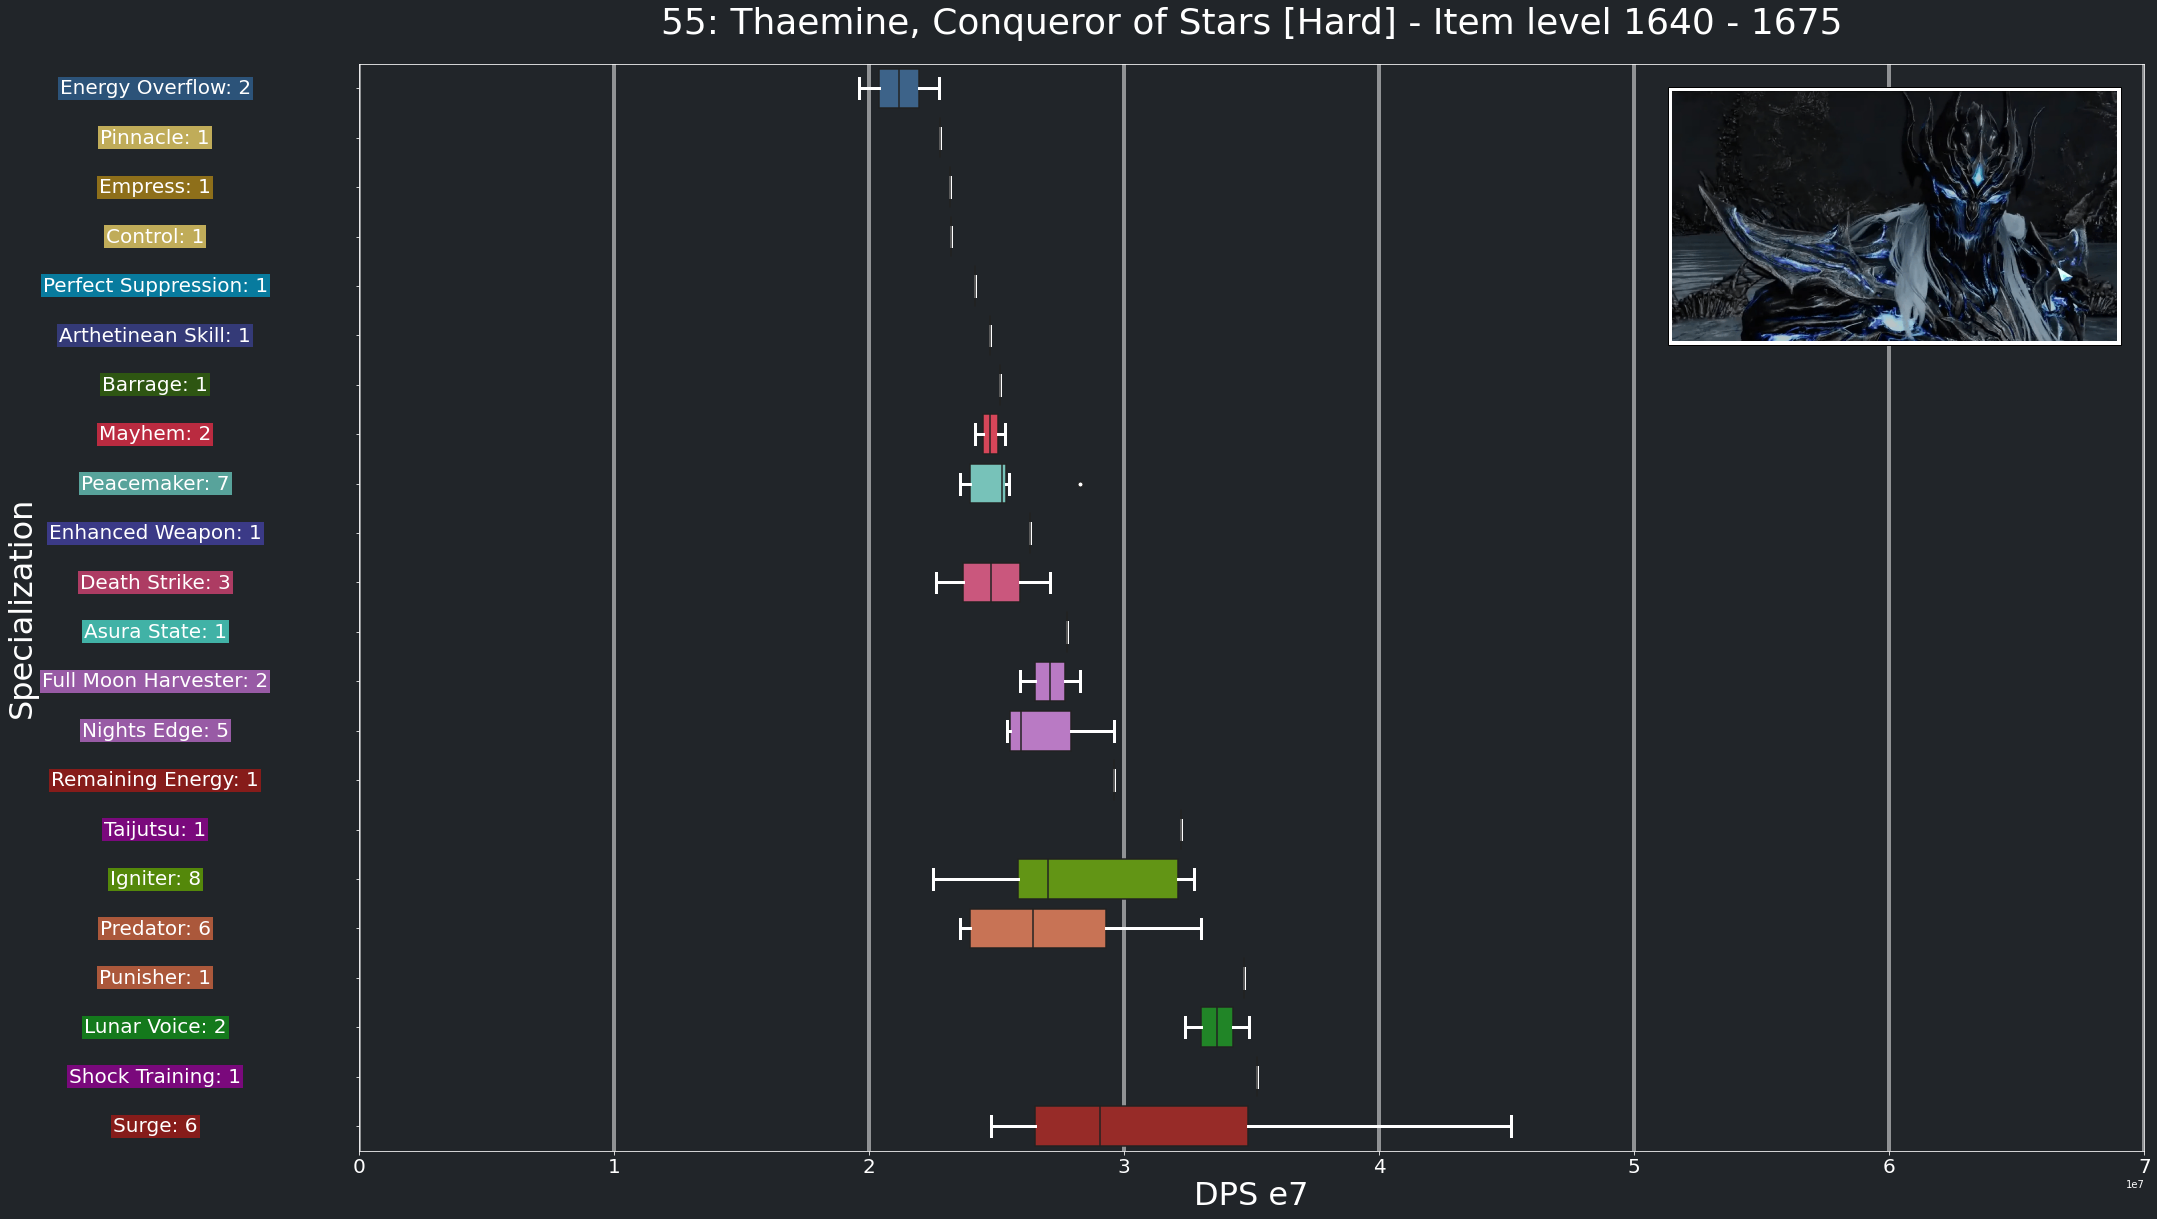 55: Thaemine, Conqueror of Stars [Hard] - Item level 1640 - 1675
Specialization
Energy Overflow: 2
Pinnacle: 1
Empress: 1
Control: 1
Perfect Suppression: 1
Arthetinean Skill: 1
Barrage: 1
Mayhem: 2
Peacemaker: 7
Enhanced Weapon: 1
Death Strike: 3
Asura State: 1
Full Moon Harvester: 2
Nights Edge: 5
Remaining Energy: 1
Taijutsu: 1
Igniter: 8
Predator: 6
Punisher: 1
Lunar Voice: 2
Shock Training: 1
Surge: 6
0 1 2 3 4 5 6 7
1e7
DPS e7